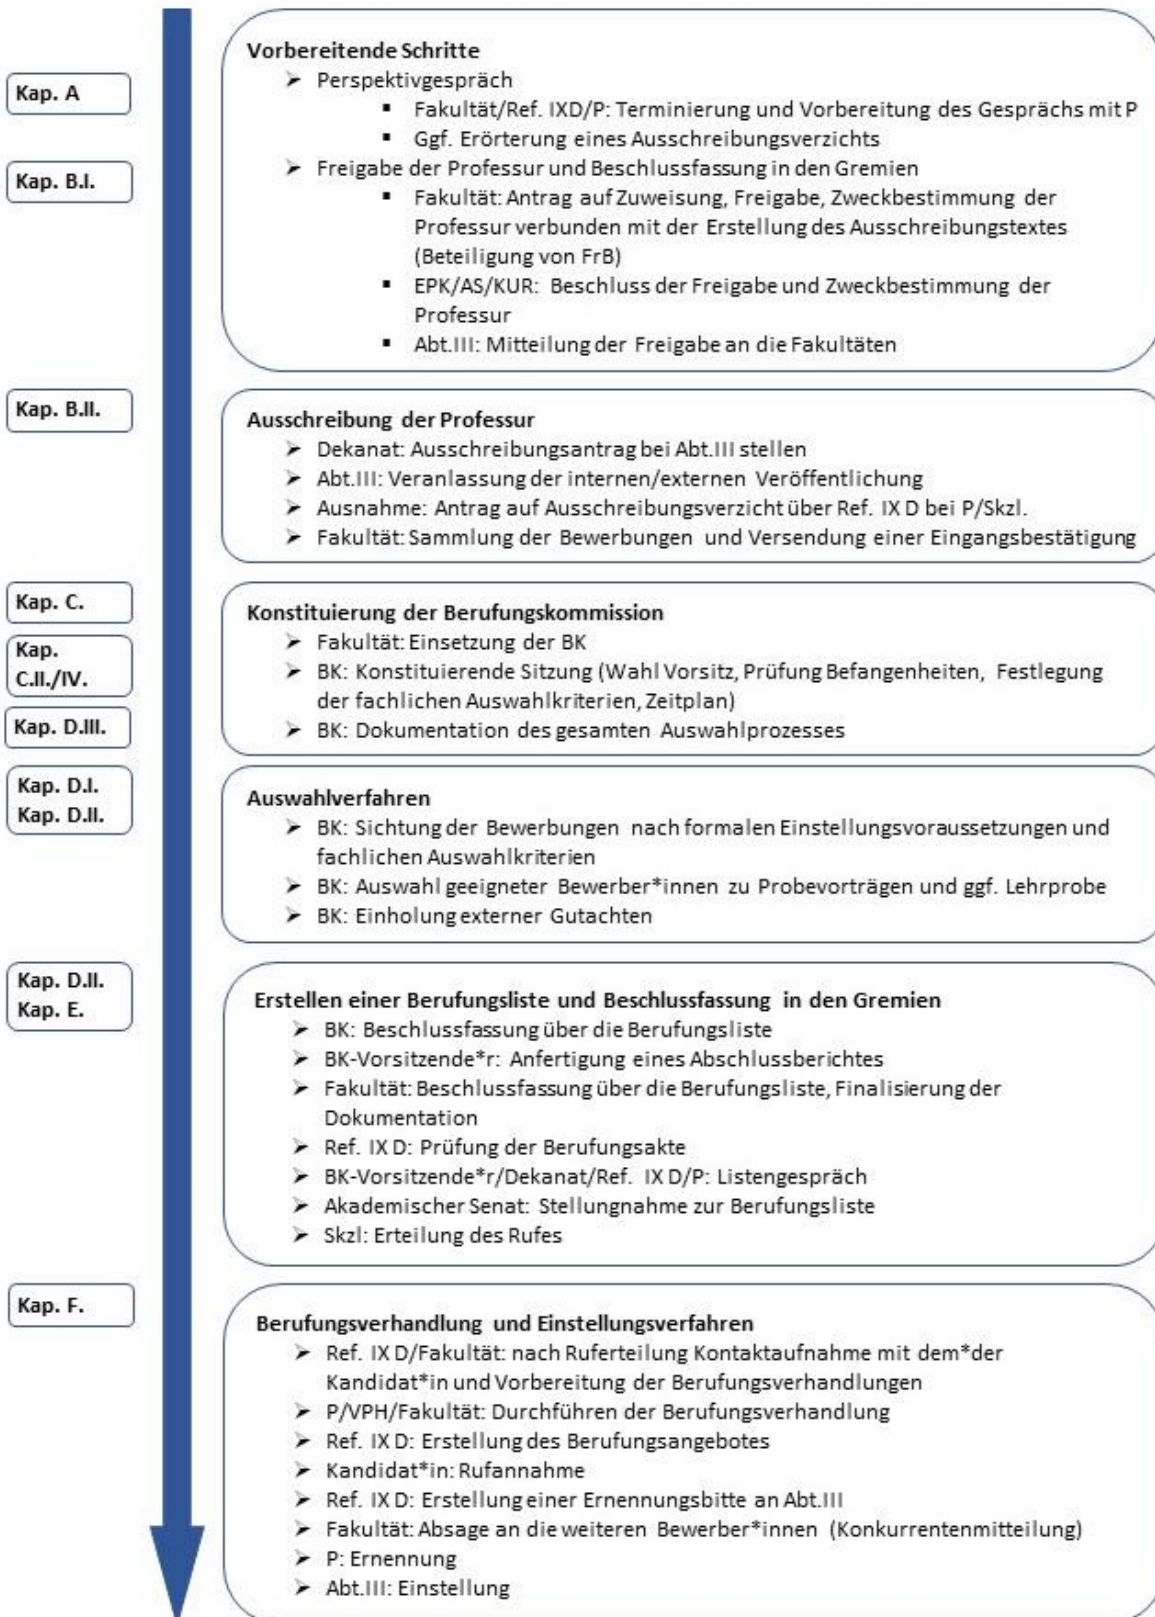 Kap. A
Vorbereitende Schritte
➢ Perspektivgespräch
▪ Fakultät/Ref. IXD/P: Terminierung und Vorbereitung des Gesprächs mit P
▪ Ggf. Erörterung eines Ausschreibungsverzichts
Kap. B.I.
➢ Freigabe der Professur und Beschlussfassung in den Gremien
▪ Fakultät: Antrag auf Zuweisung, Freigabe, Zweckbestimmung der
Professur verbunden mit der Erstellung des Ausschreibungstextes
(Beteiligung von FrB)
▪ EPK/AS/KUR: Beschluss der Freigabe und Zweckbestimmung der
Professur
▪ Abt.III: Mitteilung der Freigabe an die Fakultäten
Kap. B.II.
Ausschreibung der Professur
➢ Dekanat: Ausschreibungsantrag bei Abt.III stellen
➢ Abt.III: Veranlassung der internen/externen Veröffentlichung
➢ Ausnahme: Antrag auf Ausschreibungsverzicht über Ref. IX D bei P/Skzl.
➢ Fakultät: Sammlung der Bewerbungen und Versendung einer Eingangsbestätigung
Kap. C.
Kap.
C.II./IV.
Kap. D.III.
Konstituierung der Berufungskommission
➢ Fakultät: Einsetzung der BK
➢ BK: Konstituierende Sitzung (Wahl Vorsitz, Prüfung Befangenheiten, Festlegung
der fachlichen Auswahlkriterien, Zeitplan)
➢ BK: Dokumentation des gesamten Auswahlprozesses
Kap. D.I.
Kap. D.II.
Auswahlverfahren
➢ BK: Sichtung der Bewerbungen nach formalen Einstellungsvoraussetzungen und
fachlichen Auswahlkriterien
➢ BK: Auswahl geeigneter Bewerber*innen zu Probevorträgen und ggf. Lehrprobe
➢ BK: Einholung externer Gutachten
Kap. D.II.
Kap. E.
Erstellen einer Berufungsliste und Beschlussfassung in den Gremien
➢ BK: Beschlussfassung über die Berufungsliste
➢ BK-Vorsitzende*r: Anfertigung eines Abschlussberichtes
➢ Fakultät: Beschlussfassung über die Berufungsliste, Finalisierung der
Dokumentation
➢ Ref. IX D: Prüfung der Berufungsakte
➢ BK-Vorsitzende*r/Dekanat/Ref. IX D/P: Listengespräch
➢ Akademischer Senat: Stellungnahme zur Berufungsliste
➢ Skzl: Erteilung des Rufes
Kap. F.
Berufungsverhandlung und Einstellungsverfahren
➢ Ref. IX D/Fakultät: nach Ruferteilung Kontaktaufnahme mit dem*der
Kandidat*in und Vorbereitung der Berufungsverhandlungen
➢ P/VPH/Fakultät: Durchführen der Berufungsverhandlung
➢ Ref. IX D: Erstellung des Berufungsangebotes
➢ Kandidat*in: Rufannahme
➢ Ref. IX D: Erstellung einer Ernennungsbitte an Abt.III
➢ Fakultät: Absage an die weiteren Bewerber*innen (Konkurrentenmitteilung)
➢ P: Ernennung
➢ Abt.III: Einstellung